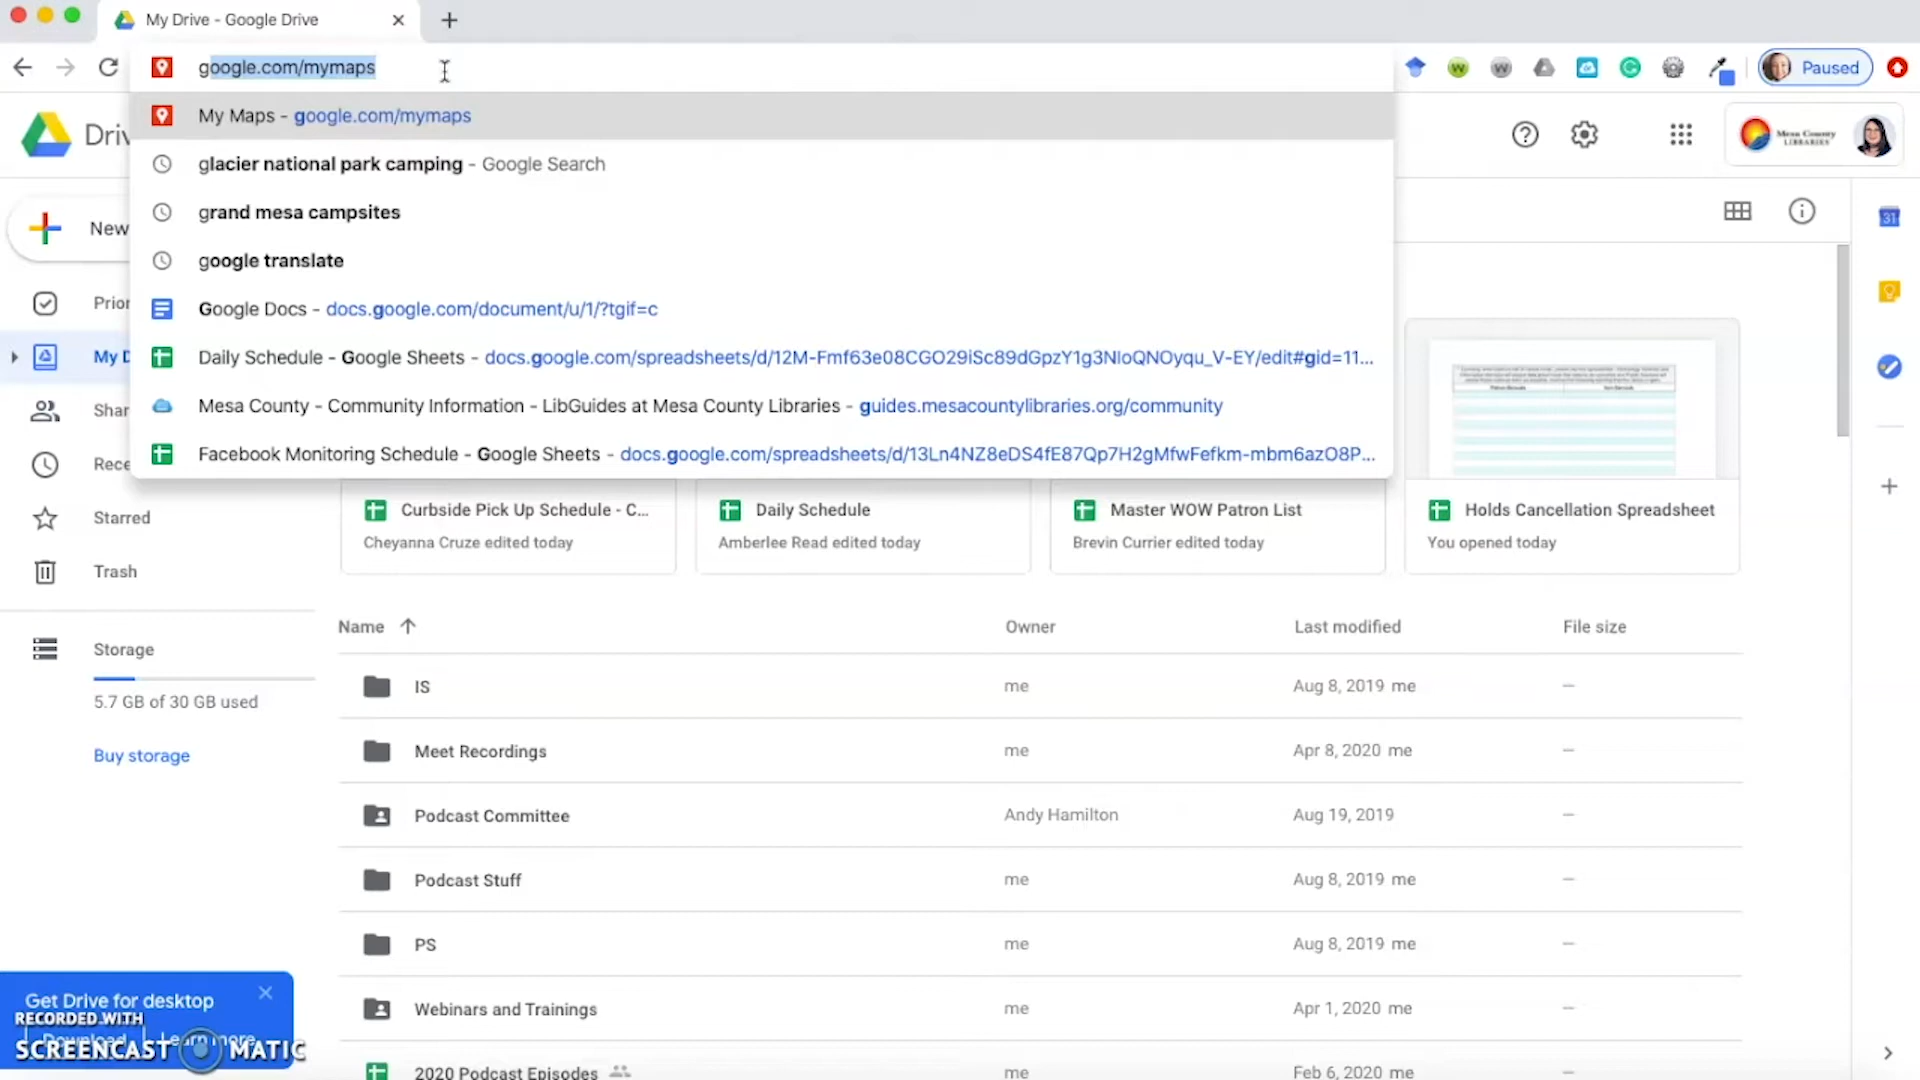 My Drive - Google Drive
google.com/mymaps
Paused
My Maps - google.com/mymaps
Driv
Mesa County
LIBRARIES
glacier national park camping - Google Search
grand mesa campsites
New
google translate
31
Prior
Google Docs - docs.google.com/document/u/1/?tgif=c
My D
Daily Schedule - Google Sheets - docs.google.com/spreadsheets/d/12M-Fmf63e08CGO29iSc89dGpzY1g3NIoQNOyqu_V-EY/edit#gid=11...
Shar
Mesa County - Community Information - LibGuides at Mesa County Libraries - guides.mesacountylibraries.org/community
Rece
Facebook Monitoring Schedule - Google Sheets - docs.google.com/spreadsheets/d/13Ln4NZ8eDS4fE87Qp7H2gMfwFefkm-mbm6azO8P...
Starred
Curbside Pick Up Schedule - C...
Daily Schedule
Master WOW Patron List
Holds Cancellation Spreadsheet
Cheyanna Cruze edited today
Amberlee Read edited today
Brevin Currier edited today
You opened today
Trash
Name
Owner
Last modified
File size
Storage
5.7 GB of 30 GB used
Buy storage
IS
me
Aug 8, 2019 me
—
Meet Recordings
me
Apr 8, 2020 me
—
Podcast Committee
Andy Hamilton
Aug 19, 2019
—
Podcast Stuff
me
Aug 8, 2019 me
—
PS
me
Aug 8, 2019 me
—
Webinars and Trainings
me
Apr 1, 2020 me
—
2020 Podcast Episodes
me
Feb 6, 2020 me
—
Get Drive for desktop
Download
Learn more
RECORDED WITH
SCREENCAST MATIC